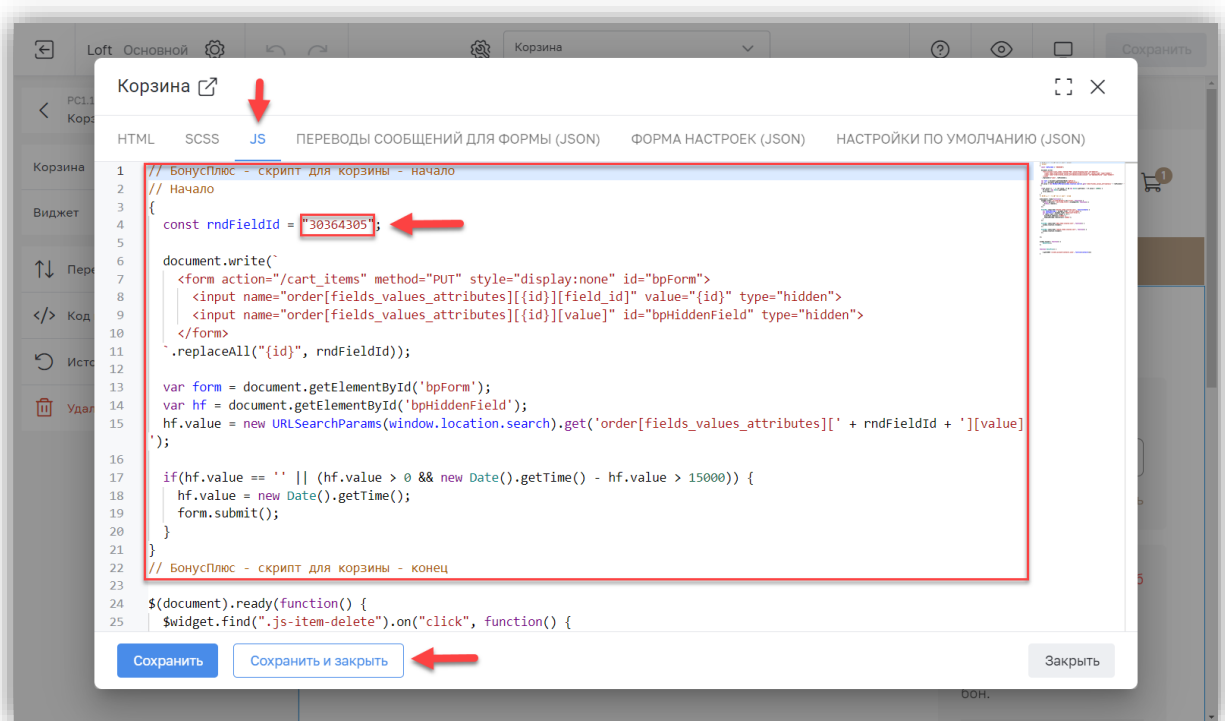 Loft Основной
Корзина
Сохранить
Корзина
HTML SCSS JS ПЕРЕВОДЫ СООБЩЕНИЙ ДЛЯ ФОРМЫ (JSON) ФОРМА НАСТРОЕК (JSON) НАСТРОЙКИ ПО УМОЛЧАНИЮ (JSON)
Корзина
Виджет
Код
1
1 // БонусПлюс - скрипт для корзины - начало
2 // Начало
3 {
4 const rndFieldId = "30364305";
5
6 document.write(`
7 <form action="/cart_items" method="PUT" style="display:none" id="bpForm">
8 <input name="order[fields_values_attributes][{id}][field_id]" value="{id}" type="hidden">
9 <input name="order[fields_values_attributes][{id}][value]" id="bpHiddenField" type="hidden">
10 </form>
11 `.replaceAll("{id}", rndFieldId));
12
13 var form = document.getElementById('bpForm');
14 var hf = document.getElementById('bpHiddenField');
15 hf.value = new URLSearchParams(window.location.search).get('order[fields_values_attributes][' + rndFieldId + '][value]
');
16
17 if(hf.value == '' || (hf.value > 0 && new Date().getTime() - hf.value > 15000)) {
18 hf.value = new Date().getTime();
19 form.submit();
20 }
21 }
22 // БонусПлюс - скрипт для корзины - конец
23
24 $(document).ready(function() {
25 $widget.find(".js-item-delete").on("click", function() {
Сохранить Сохранить и закрыть Закрыть
бон.